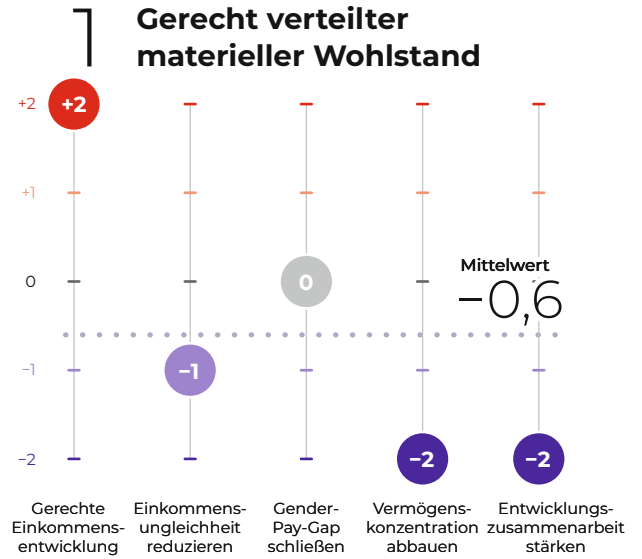 1
Gerecht verteilter
materieller Wohlstand
+2
+2
+1
0
0
Mittelwert
−0,6
−1
−1
−2
−2
−2
Gerechte
Einkommens-
entwicklung
Einkommens-
ungleichheit
reduzieren
Gender-
Pay-Gap
schließen
Vermögens-
konzentration
abbauen
Entwicklungs-
zusammenarbeit
stärken